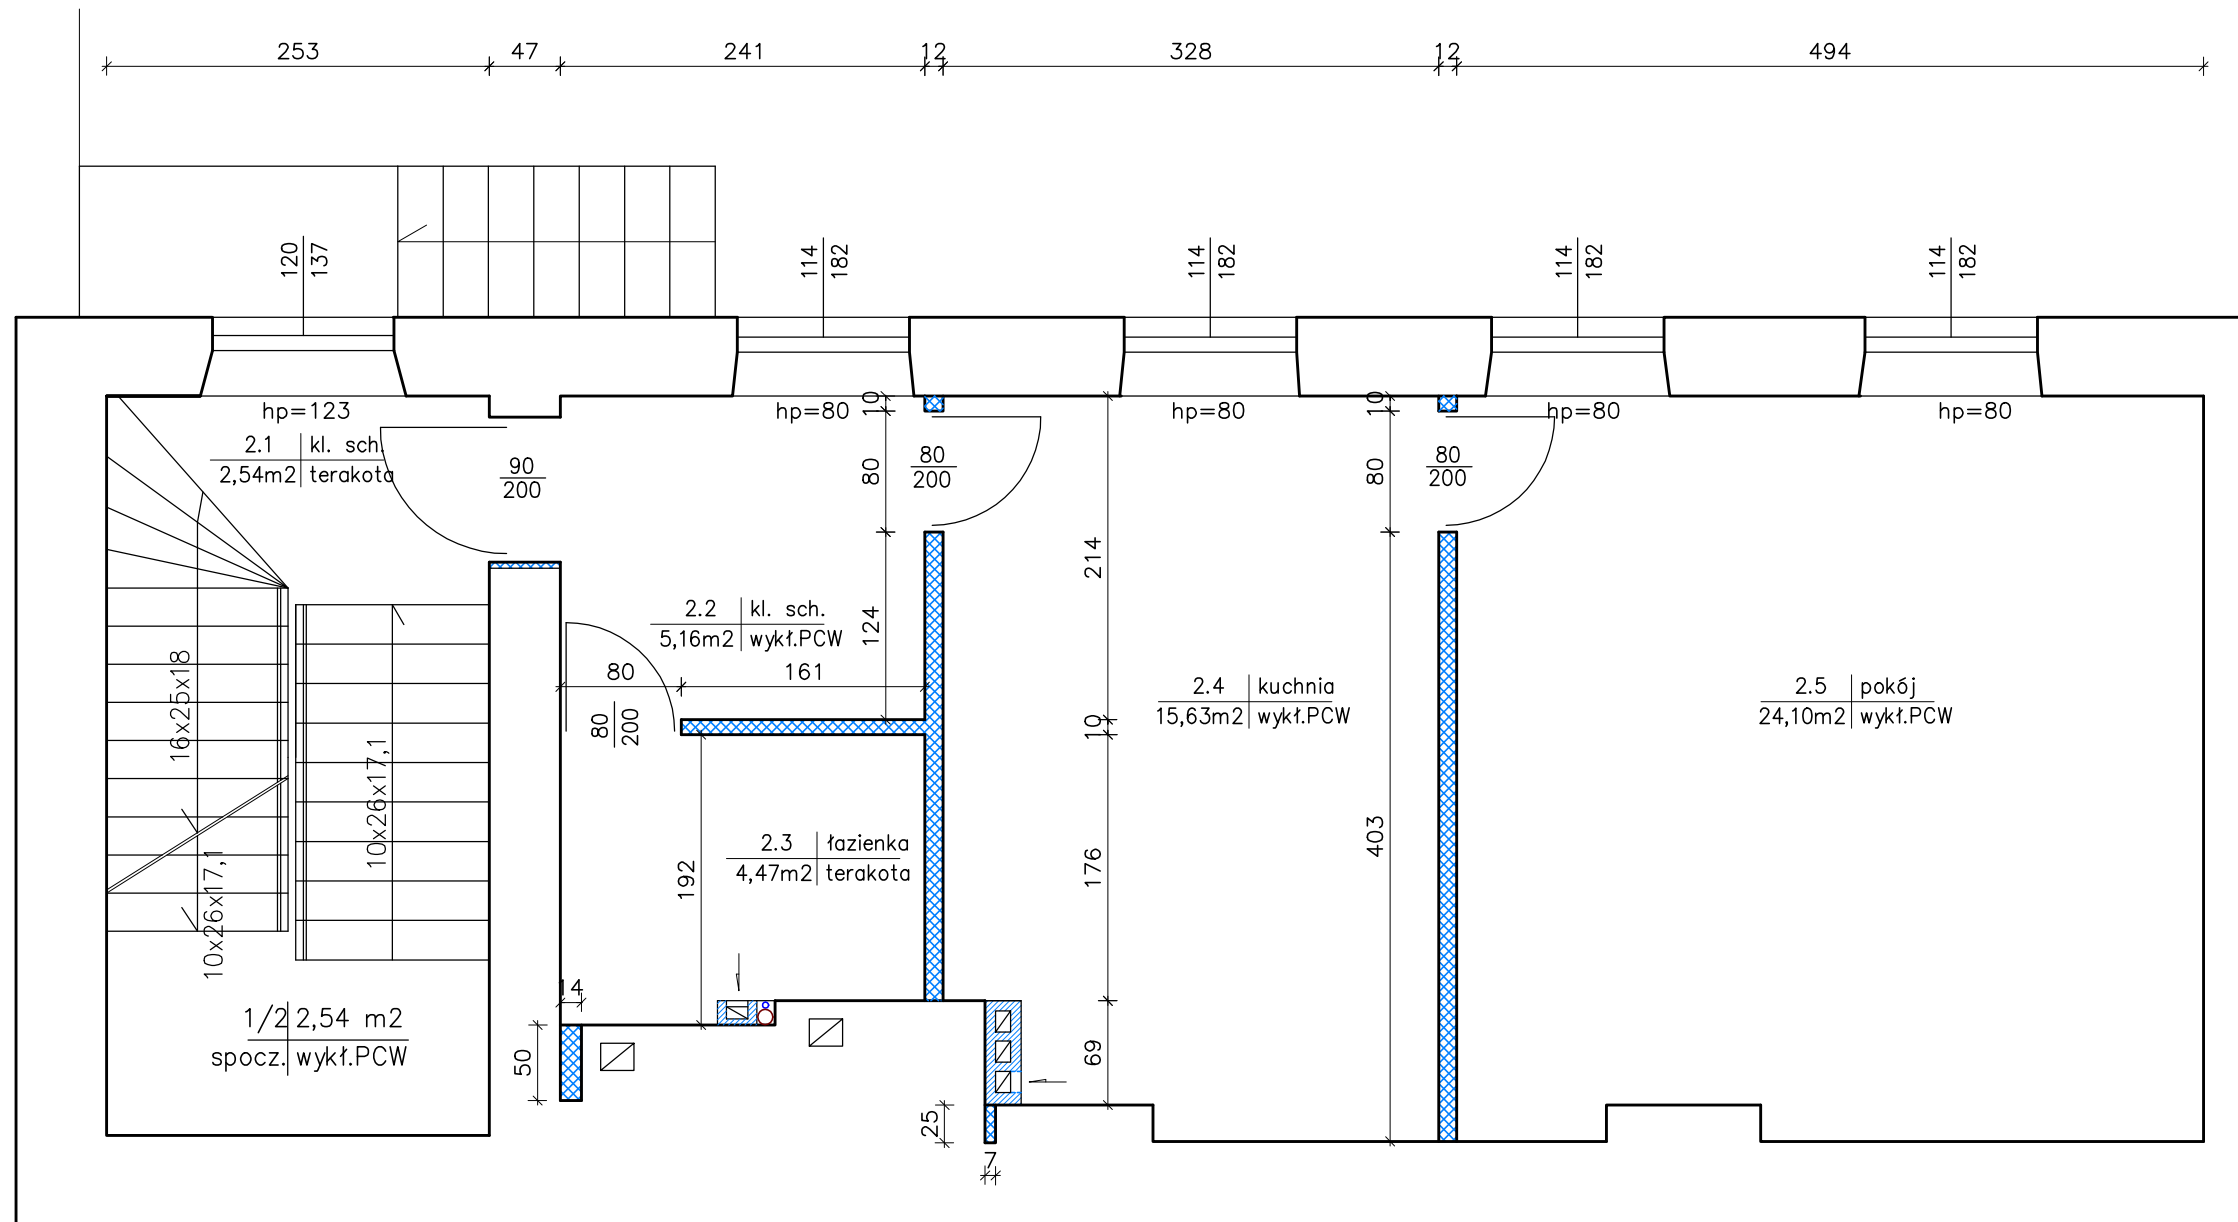 253 47 241 12 328 12 494
120 137 114 182 114 182 114 182 114 182
hp=123 hp=80 hp=80 hp=80 hp=80
10 10
2.1 kl. sch.
2,54m2 terakota
90
200
80
80
200
80
80
200
214
2.2 kl. sch.
5,16m2 wykł.PCW
124
80 161
80
200
16x25x18
10x26x17,1
10x26x17,1
2.4 kuchnia
15,63m2 wykł.PCW
2.5 pokój
24,10m2 wykł.PCW
10
2.3 łazienka
4,47m2 terakota
192
176
403
14
1/2 2,54 m2
spocz. wykł.PCW
50
69
25
7